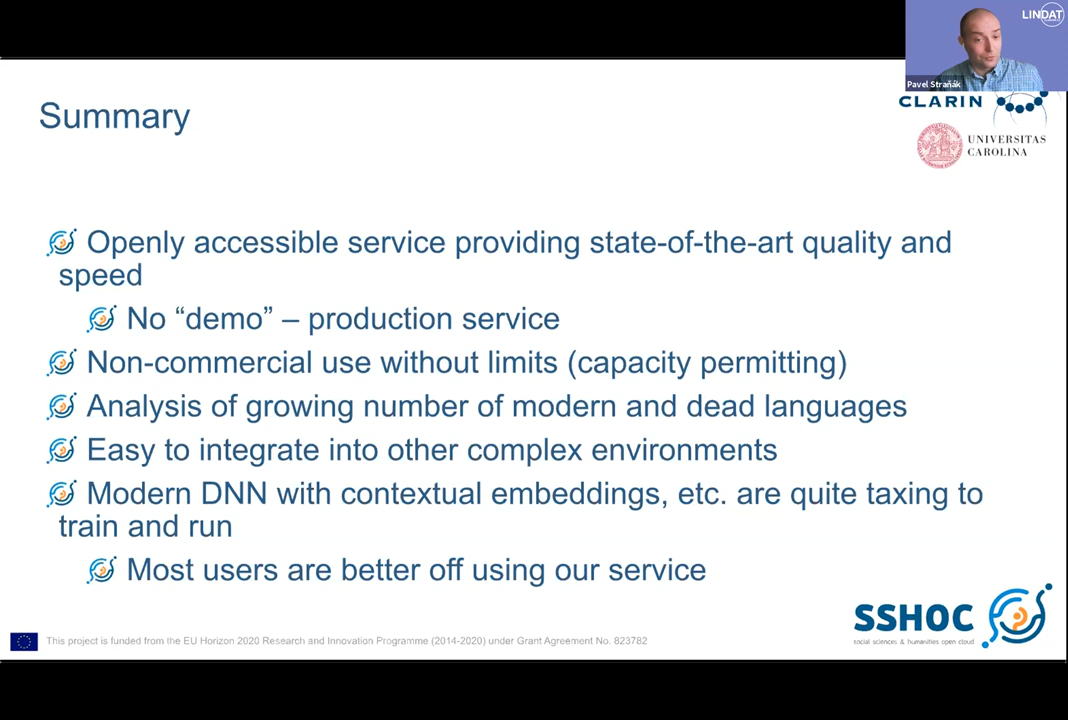 LINDAT
Pavel Straňák
CLARIN
Summary
UNIVERSITAS
CAROLINA
Openly accessible service providing state-of-the-art quality and
speed
No “demo” – production service
Non-commercial use without limits (capacity permitting)
Analysis of growing number of modern and dead languages
Easy to integrate into other complex environments
Modern DNN with contextual embeddings, etc. are quite taxing to
train and run
Most users are better off using our service
SSHOC
social sciences & humanities open cloud
This project is funded from the EU Horizon 2020 Research and Innovation Programme (2014-2020) under Grant Agreement No. 823782